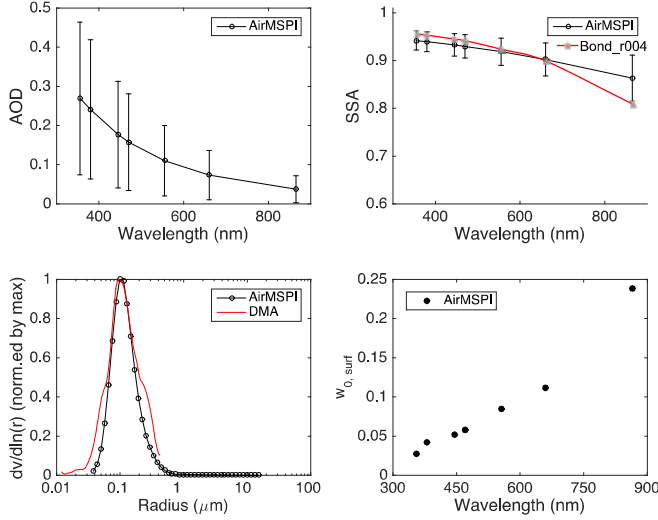 AirMSPI
0.5
0.4
0.3
0.2
0.1
0
AOD
400 600 800
Wavelength (nm)
AirMSPI
Bond_r004
1
0.9
0.8
0.7
0.6
SSA
400 600 800
Wavelength (nm)
AirMSPI
DMA
1
0.8
0.6
0.4
0.2
0
dv/dln(r) (norm.ed by max)
0.01 0.1 1 10 100
Radius (μm)
AirMSPI
0.25
0.2
0.15
0.1
0.05
0
w0, surf
300 450 600 750 900
Wavelength (nm)